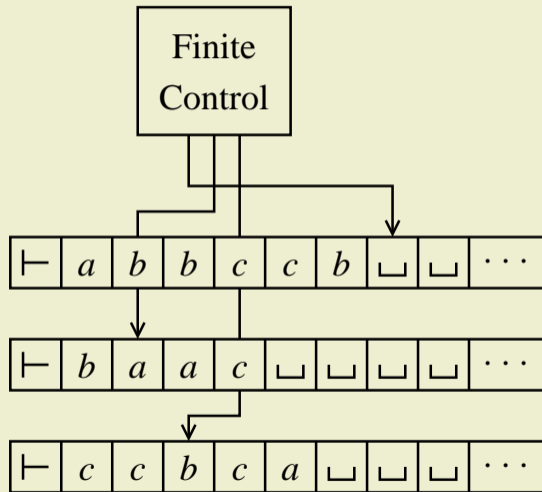 Finite
Control
⊢ a b b c c b ⊔ ⊔ ···
⊢ b a a c ⊔ ⊔ ⊔ ⊔ ···
⊢ c c b c a ⊔ ⊔ ⊔ ···